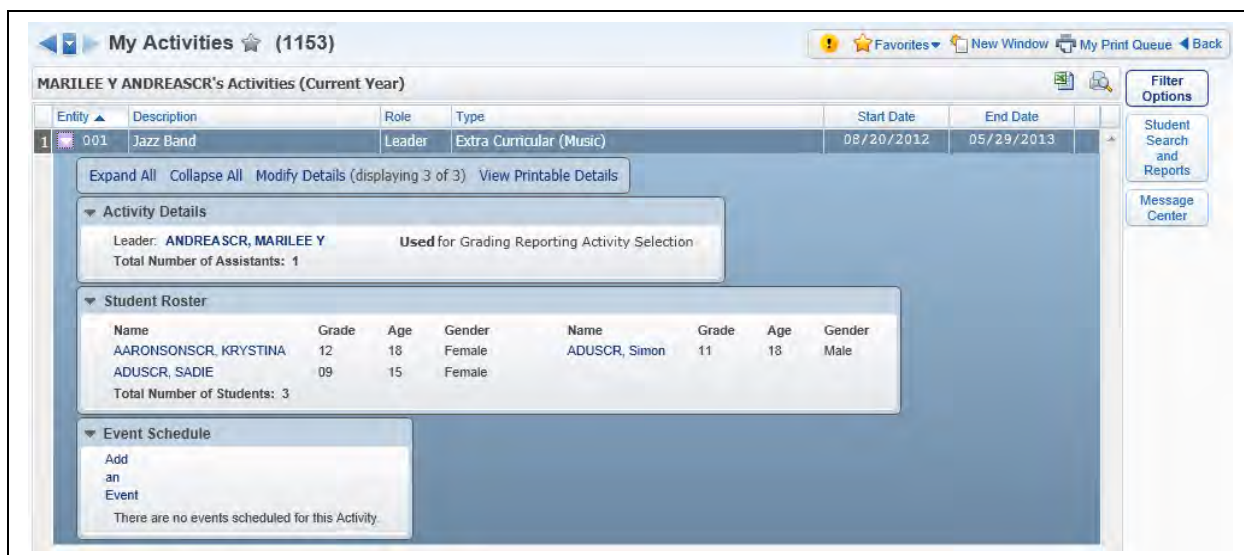 My Activities (1153)
Favorites New Window My Print Queue Back
MARILEE Y ANDREASCR's Activities (Current Year)
Filter
Options
Entity Description Role Type Start Date End Date
1 001 Jazz Band Leader Extra Curricular (Music) 08/20/2012 05/29/2013
Student
Search
and
Reports
Expand All Collapse All Modify Details (displaying 3 of 3) View Printable Details
Message
Center
Activity Details
Leader: ANDREASCR, MARILEE Y Used for Grading Reporting Activity Selection
Total Number of Assistants: 1
Student Roster
Name Grade Age Gender Name Grade Age Gender
AARONSONSCR, KRYSTINA 12 18 Female ADUSCR, Simon 11 18 Male
ADUSCR, SADIE 09 15 Female
Total Number of Students: 3
Event Schedule
Add
an
Event
There are no events scheduled for this Activity.